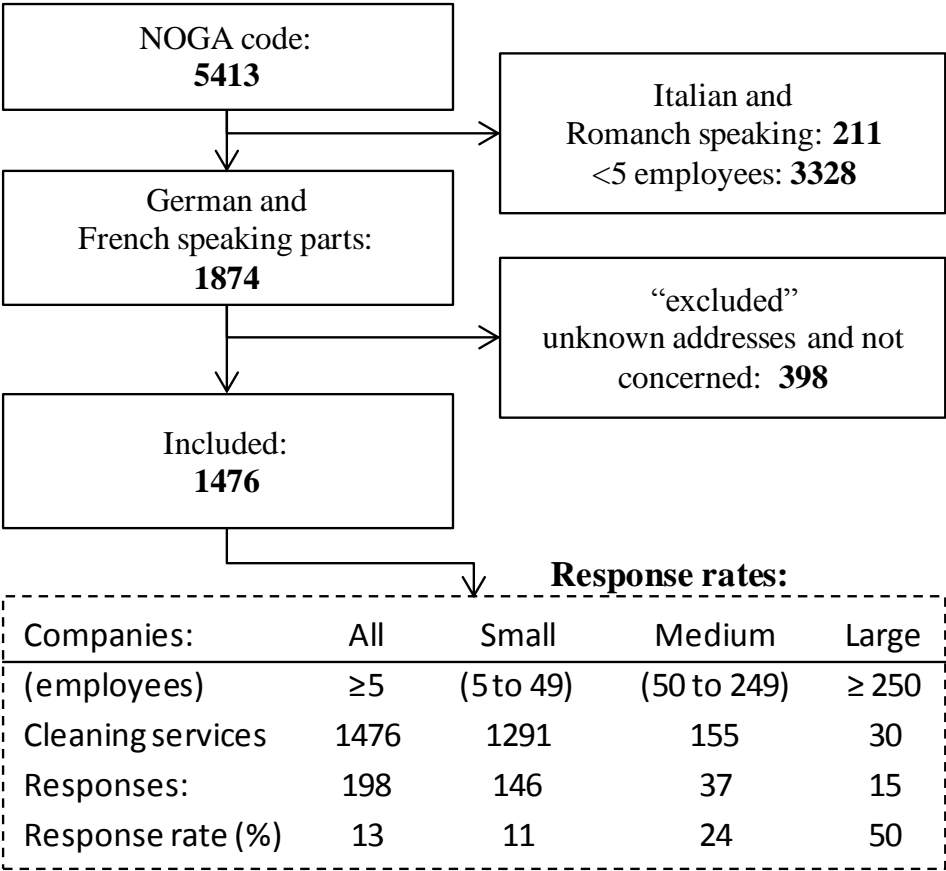 NOGA code:
5413
Italian and
Romanch speaking: 211
<5 employees: 3328
German and
French speaking parts:
1874
“excluded”
unknown addresses and not
concerned: 398
Included:
1476
Response rates:
Companies: All Small Medium Large
(employees) ≥5 (5 to 49) (50 to 249) ≥ 250
Cleaning services 1476 1291 155 30
Responses: 198 146 37 15
Response rate (%) 13 11 24 50